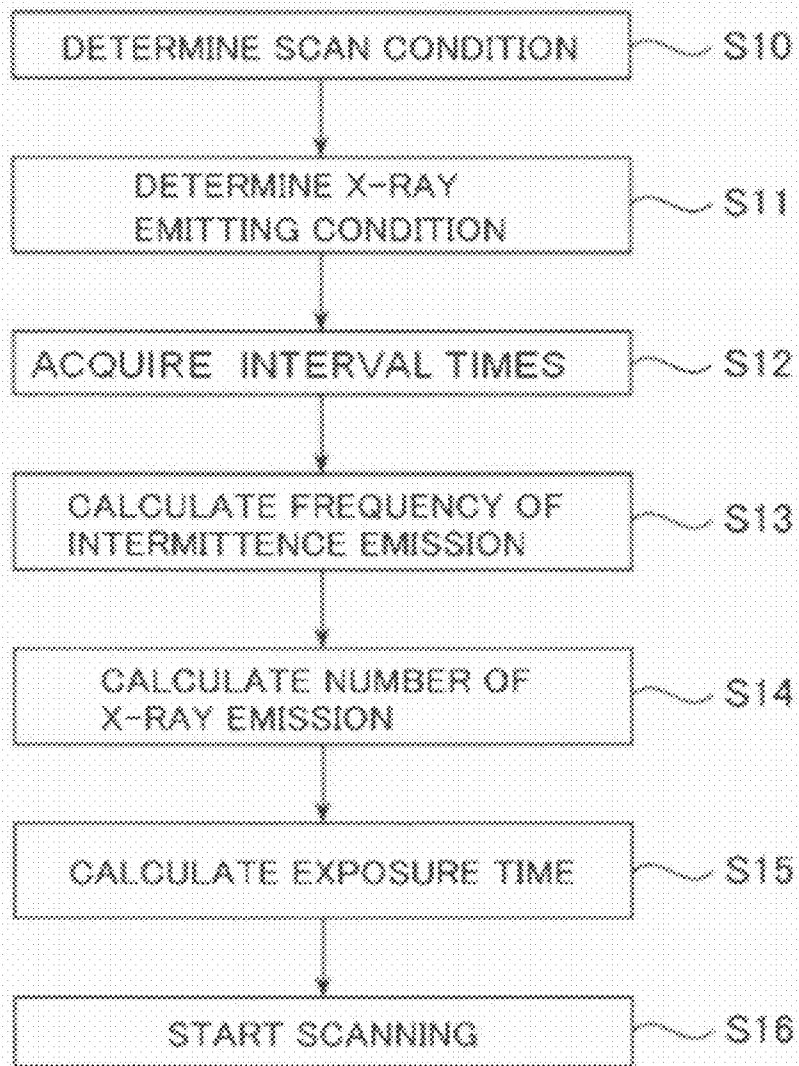 DETERMINE SCAN CONDITION S10
DETERMINE X-RAY
EMITTING CONDITION
S11
ACQUIRE INTERVAL TIMES S12
CALCULATE FREQUENCY OF
INTERMITTENCE EMISSION
S13
CALCULATE NUMBER OF
X-RAY EMISSION
S14
CALCULATE EXPOSURE TIME S15
START SCANNING S16